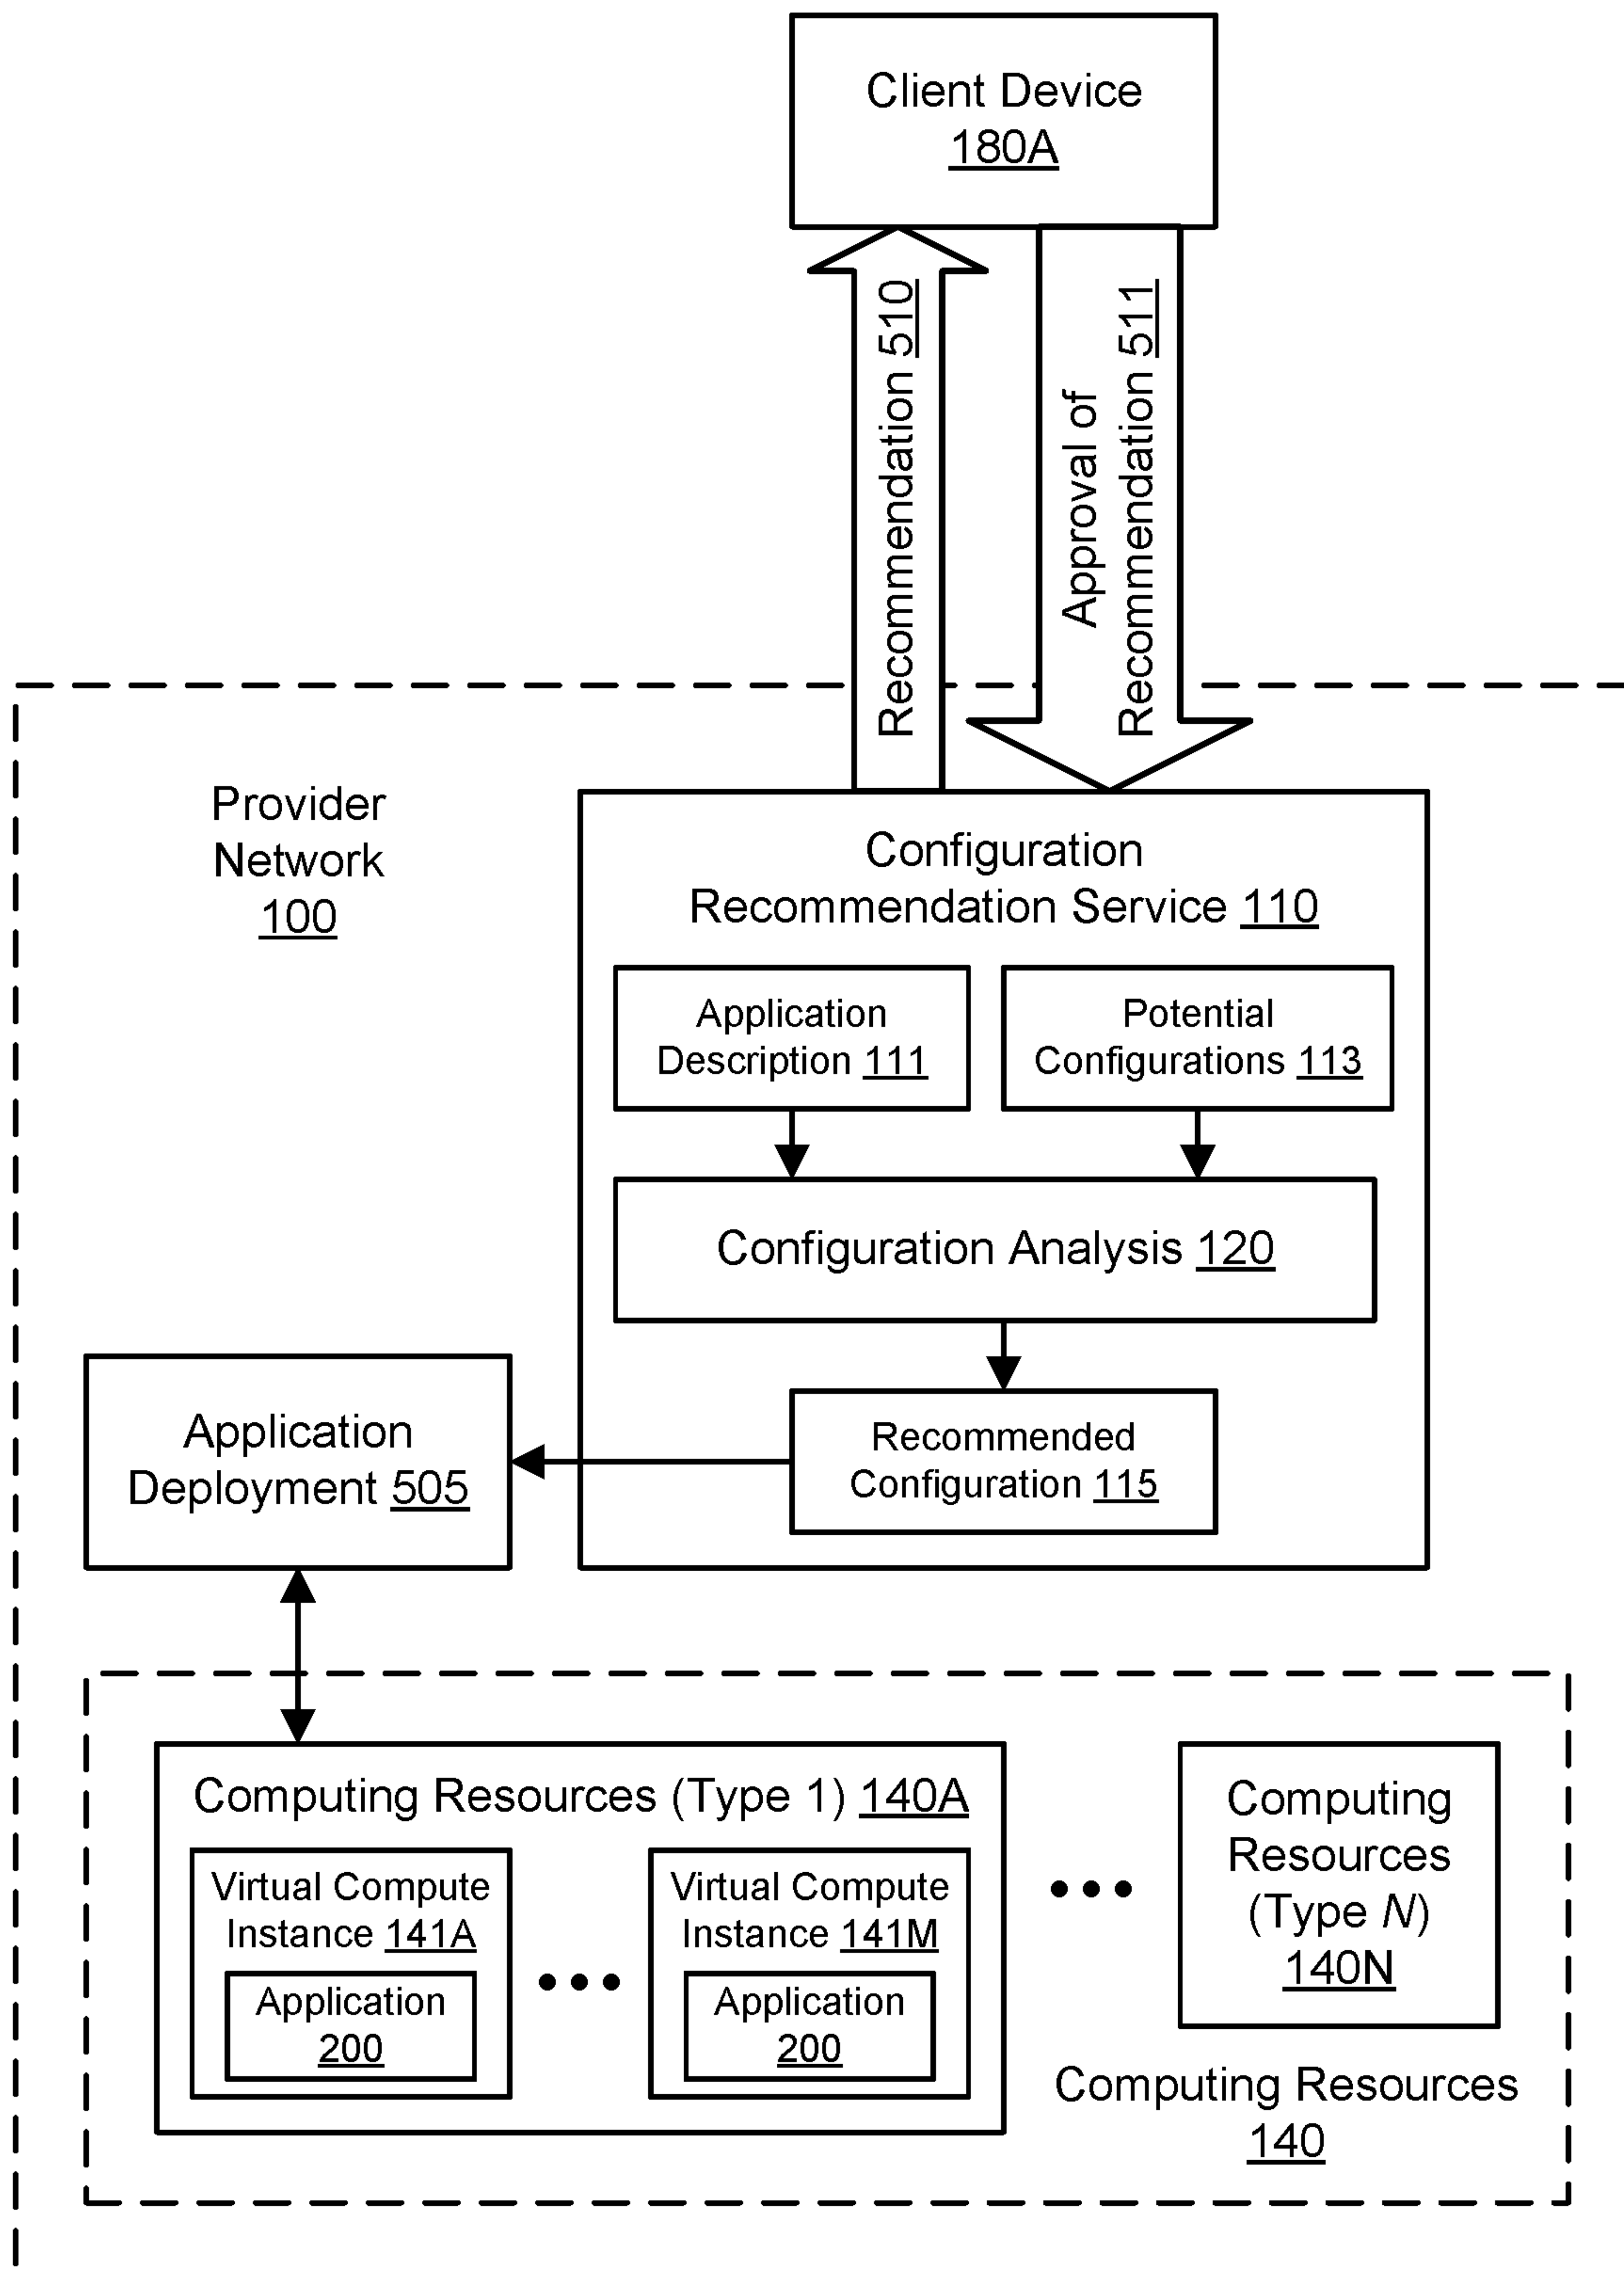 Client Device
180A
Recommendation 510
Approval of
Recommendation 511
Provider
Network
100
Configuration
Recommendation Service 110
Application
Description 111
Potential
Configurations 113
Configuration Analysis 120
Recommended
Configuration 115
Application
Deployment 505
Computing Resources (Type 1) 140A
Virtual Compute
Instance 141A
Application
200
Virtual Compute
Instance 141M
Application
200
Computing
Resources
(Type N)
140N
Computing Resources
140